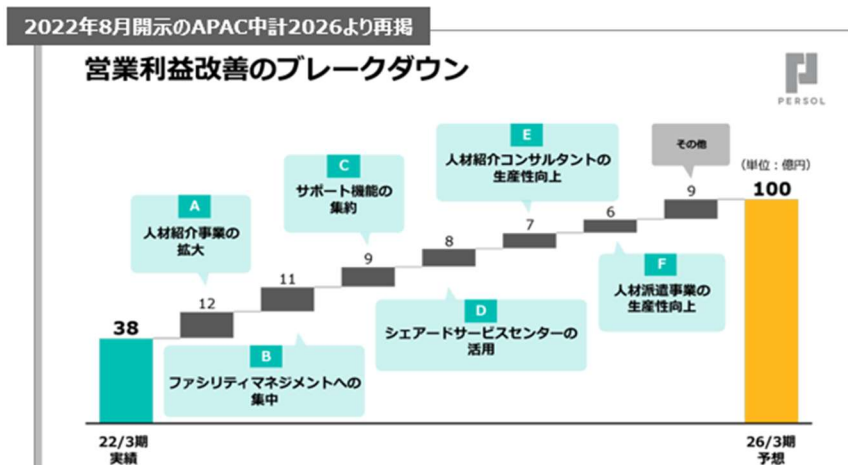 2022年8月開示のAPAC中計2026より再掲
営業利益改善のブレークダウン
PERSOL
(単位：億円)
A
人材紹介事業の
拡大
C
サポート機能の
集約
E
人材紹介コンサルタントの
生産性向上
その他
38
12
11
9
8
7
6
9
100
B
ファシリティマネジメントへの
集中
D
シェアードサービスセンターの
活用
F
人材派遣事業の
生産性向上
22/3期
実績
26/3期
予想